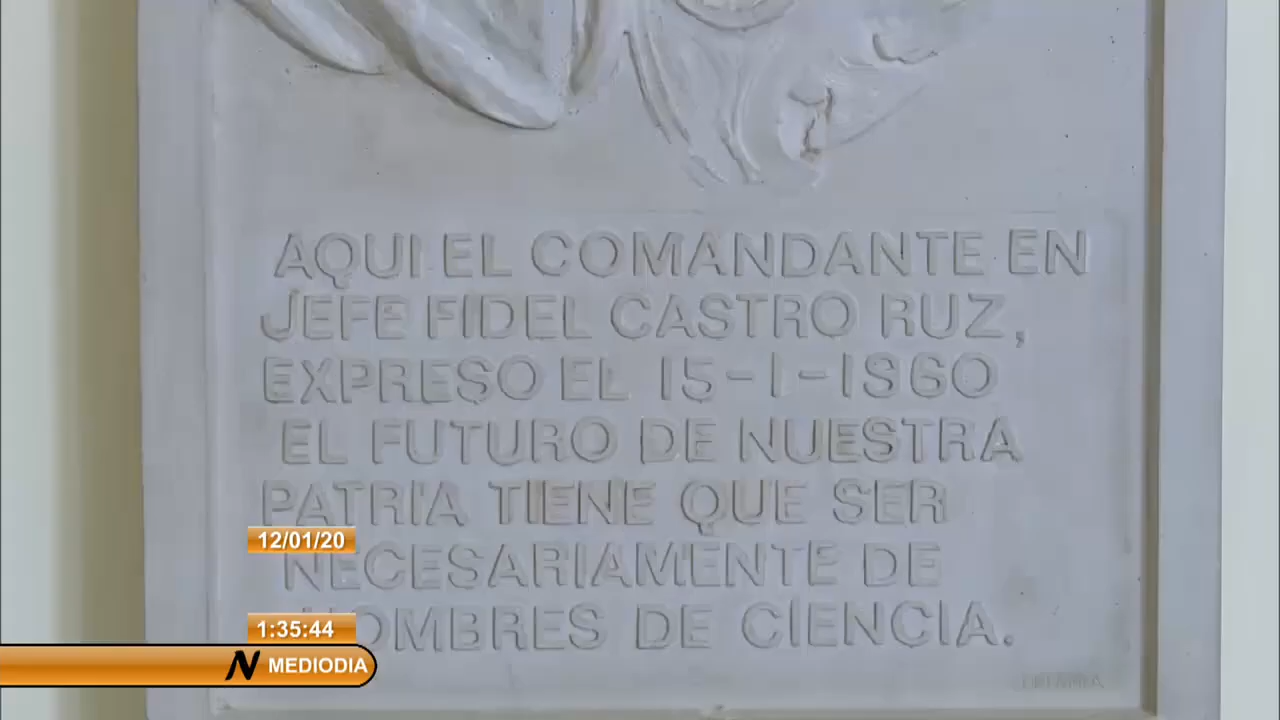 AQUI EL COMANDANTE EN
JEFE FIDEL CASTRO RUZ,
EXPRESO EL 15-1-1960
EL FUTURO DE NUESTRA
PATRIA TIENE QUE SER
NECESARIAMENTE DE
HOMBRES DE CIENCIA.
12/01/20
1:35:44
N MEDIODIA